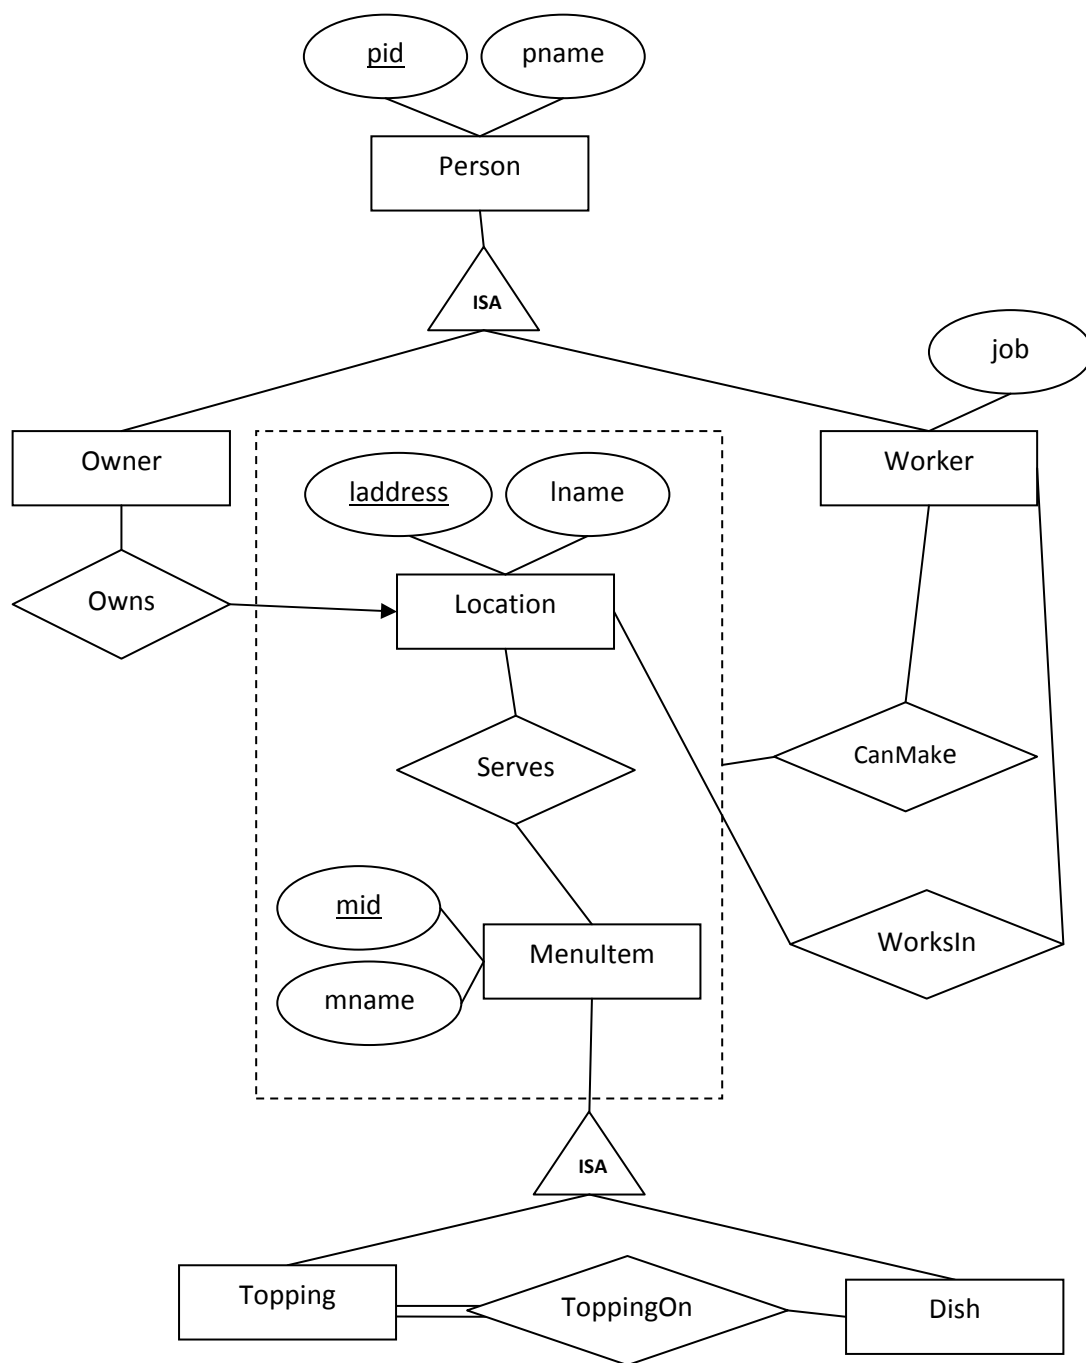 pid
pname
Person
ISA
job
Owner
Worker
laddress
lname
Owns
Location
CanMake
Serves
mid
MenuItem
WorksIn
mname
ISA
Topping
ToppingOn
Dish